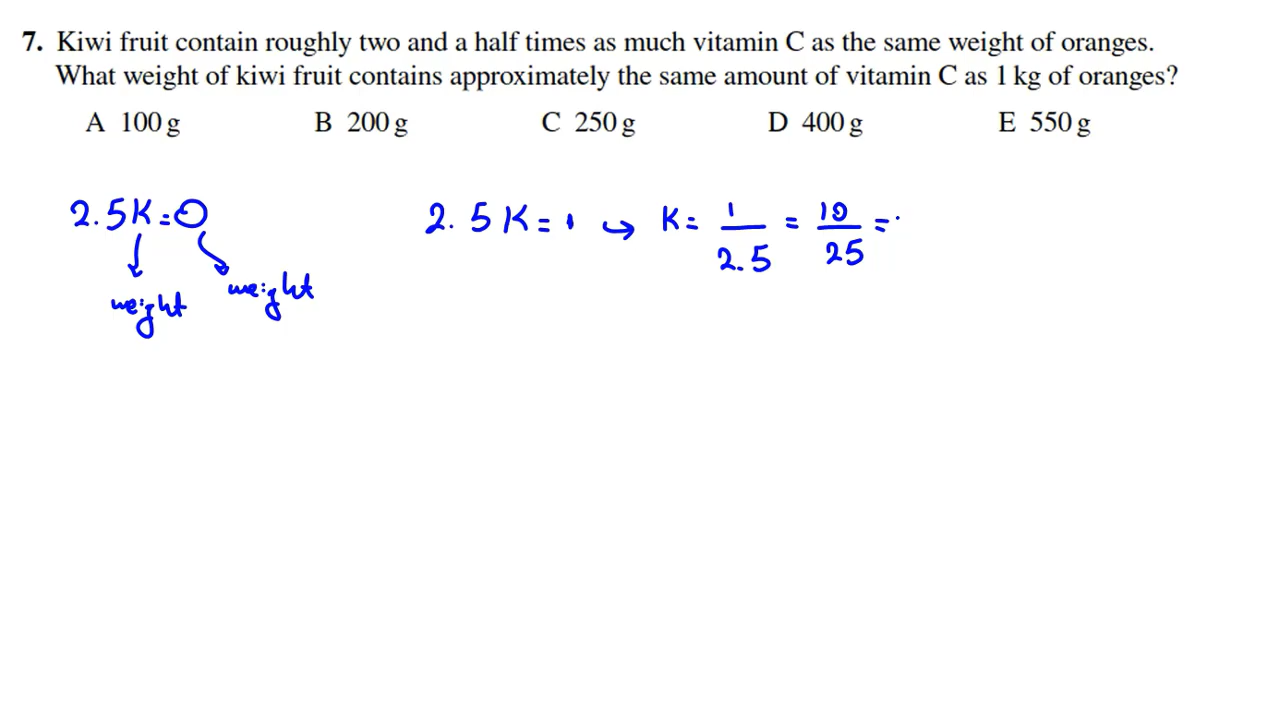 7. Kiwi fruit contain roughly two and a half times as much vitamin C as the same weight of oranges.
What weight of kiwi fruit contains approximately the same amount of vitamin C as 1 kg of oranges?
A 100 g B 200 g C 250 g D 400 g E 550 g
2.5K=O 2.5K=1 → K= 1/2.5 = 10/25 =
weight weight